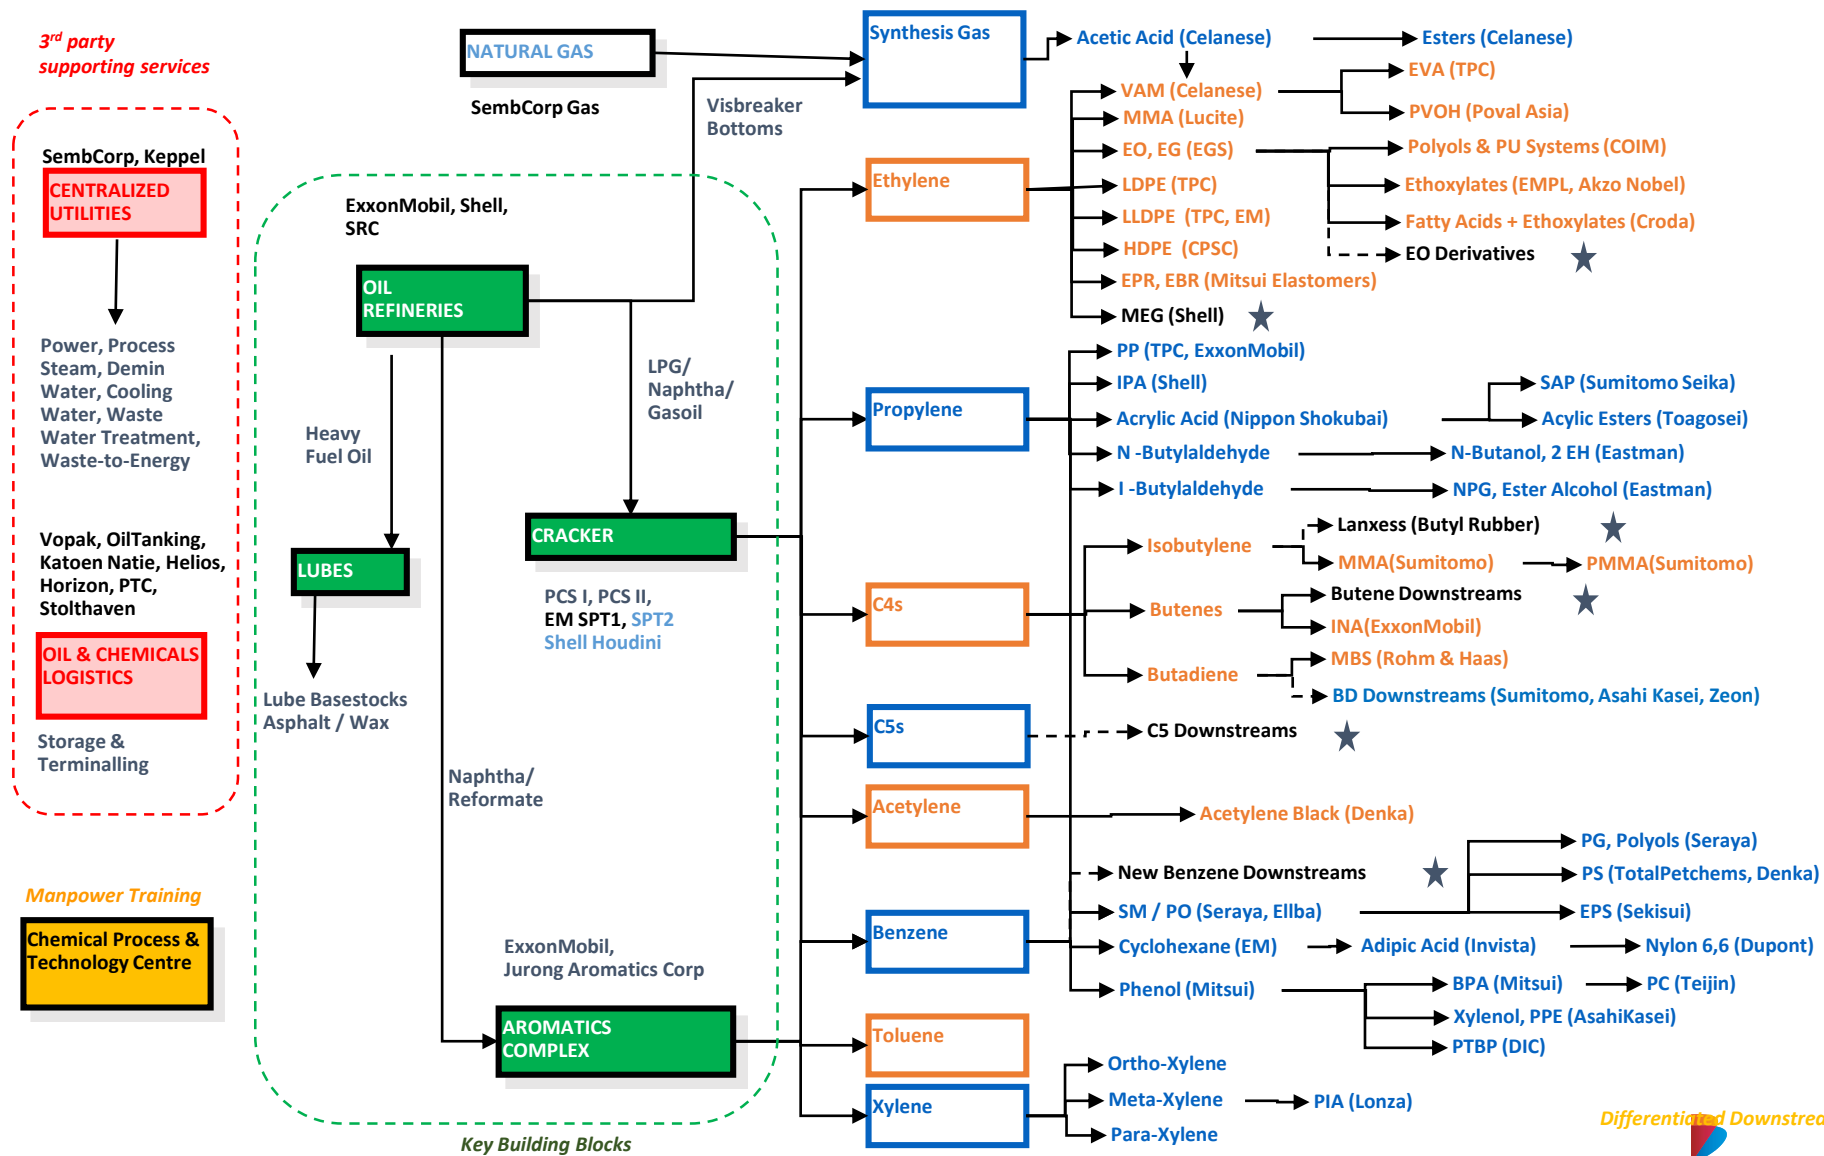 3rd party
supporting services
SembCorp, Keppel
CENTRALIZED
UTILITIES
Power, Process
Steam, Demin
Water, Cooling
Water, Waste
Water Treatment,
Waste-to-Energy
Vopak, OilTanking,
Katoen Natie, Helios,
Horizon, PTC,
Stolthaven
OIL & CHEMICALS
LOGISTICS
Storage &
Terminalling
Manpower Training
Chemical Process &
Technology Centre
NATURAL GAS
SembCorp Gas
Visbreaker
Bottoms
ExxonMobil, Shell,
SRC
OIL
REFINERIES
LPG/
Naphtha/
Gasoil
Heavy
Fuel Oil
LUBES
Lube Basestocks
Asphalt / Wax
CRACKER
PCS I, PCS II,
EM SPT1, SPT2
Shell Houdini
Naphtha/
Reformate
ExxonMobil,
Jurong Aromatics Corp
AROMATICS
COMPLEX
Key Building Blocks
Synthesis Gas
Acetic Acid (Celanese)
Esters (Celanese)
Ethylene
VAM (Celanese)
EVA (TPC)
PVOH (Poval Asia)
MMA (Lucite)
EO, EG (EGS)
Polyols & PU Systems (COIM)
Ethoxylates (EMPL, Akzo Nobel)
Fatty Acids + Ethoxylates (Croda)
EO Derivatives
LDPE (TPC)
LLDPE (TPC, EM)
HDPE (CPSC)
EPR, EBR (Mitsui Elastomers)
MEG (Shell)
Propylene
PP (TPC, ExxonMobil)
IPA (Shell)
Acrylic Acid (Nippon Shokubai)
SAP (Sumitomo Seika)
Acylic Esters (Toagosei)
N -Butylaldehyde
N-Butanol, 2 EH (Eastman)
I -Butylaldehyde
NPG, Ester Alcohol (Eastman)
C4s
Isobutylene
Lanxess (Butyl Rubber)
MMA(Sumitomo)
PMMA(Sumitomo)
Butenes
Butene Downstreams
INA(ExxonMobil)
Butadiene
MBS (Rohm & Haas)
BD Downstreams (Sumitomo, Asahi Kasei, Zeon)
C5s
C5 Downstreams
Acetylene
Acetylene Black (Denka)
Benzene
New Benzene Downstreams
SM / PO (Seraya, Ellba)
PG, Polyols (Seraya)
PS (TotalPetchems, Denka)
EPS (Sekisui)
Cyclohexane (EM)
Adipic Acid (Invista)
Nylon 6,6 (Dupont)
Phenol (Mitsui)
BPA (Mitsui)
PC (Teijin)
Xylenol, PPE (AsahiKasei)
PTBP (DIC)
Toluene
Xylene
Ortho-Xylene
Meta-Xylene
PIA (Lonza)
Para-Xylene
Differentiated Downstrea